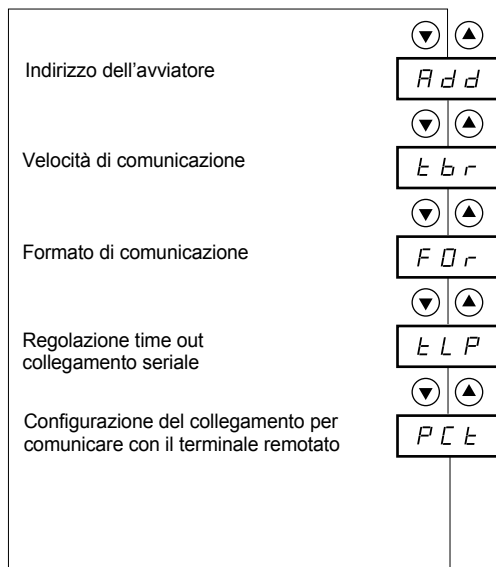 Indirizzo dell'avviatore
Add
Velocità di comunicazione
tbr
Formato di comunicazione
FOr
Regolazione time out
collegamento seriale
tLP
Configurazione del collegamento per
comunicare con il terminale remotato
PCt